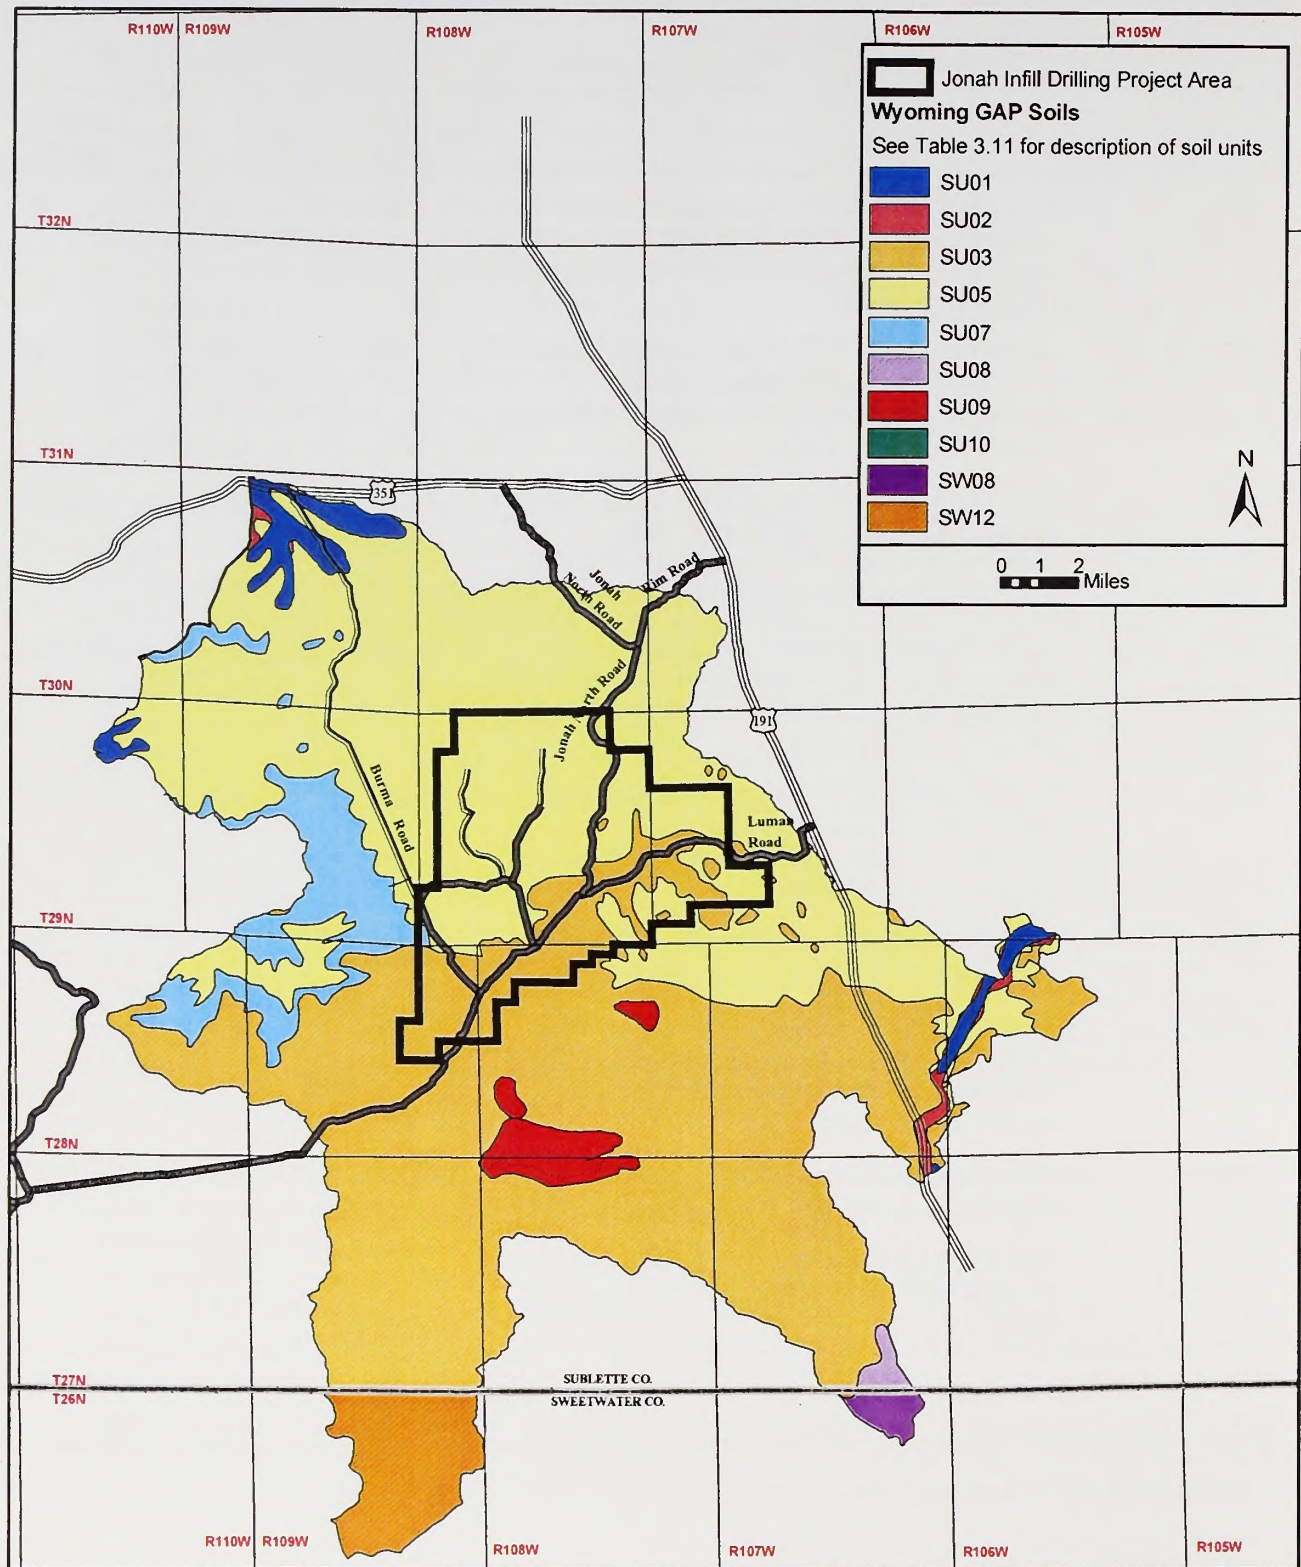 R110W R109W R108W R107W R106W R105W
Jonah Infill Drilling Project Area
Wyoming GAP Soils
See Table 3.11 for description of soil units
SU01
SU02
SU03
SU05
SU07
SU08
SU09
SU10
SW08
SW12
N
0 1 2
Miles
T32N
T31N
351
Jonah
North Road
Rim Road
T30N
Jonah North Road
191
Burma Road
Luman
Road
T29N
T28N
T27N
SUBLETTE CO.
T26N
SWEETWATER CO.
R110W R109W R108W R107W R106W R105W